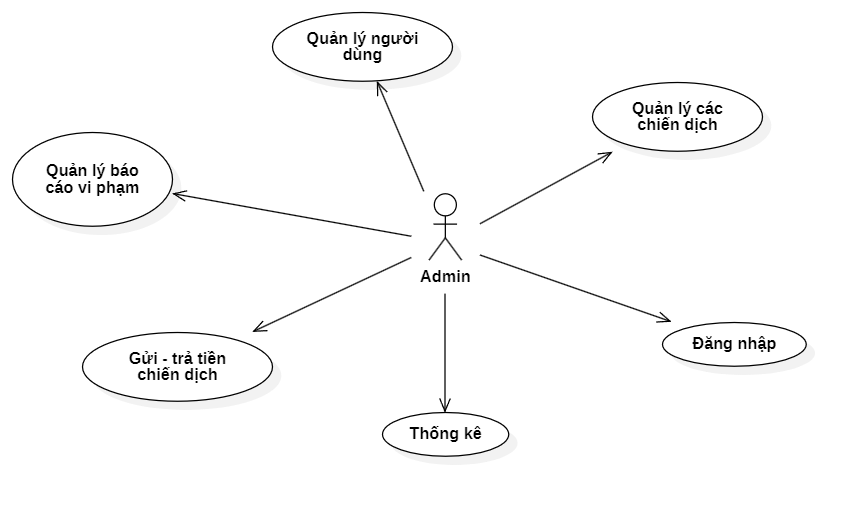 Quản lý người
dùng
Quản lý các
chiến dịch
Quản lý báo
cáo vi phạm
Admin
Đăng nhập
Gửi - trả tiền
chiến dịch
Thống kê